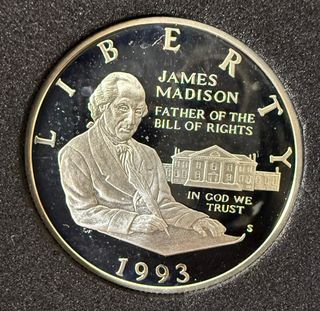 LIBERTY
JAMES
MADISON
FATHER OF THE
BILL OF RIGHTS
IN GOD WE
TRUST
S
1993